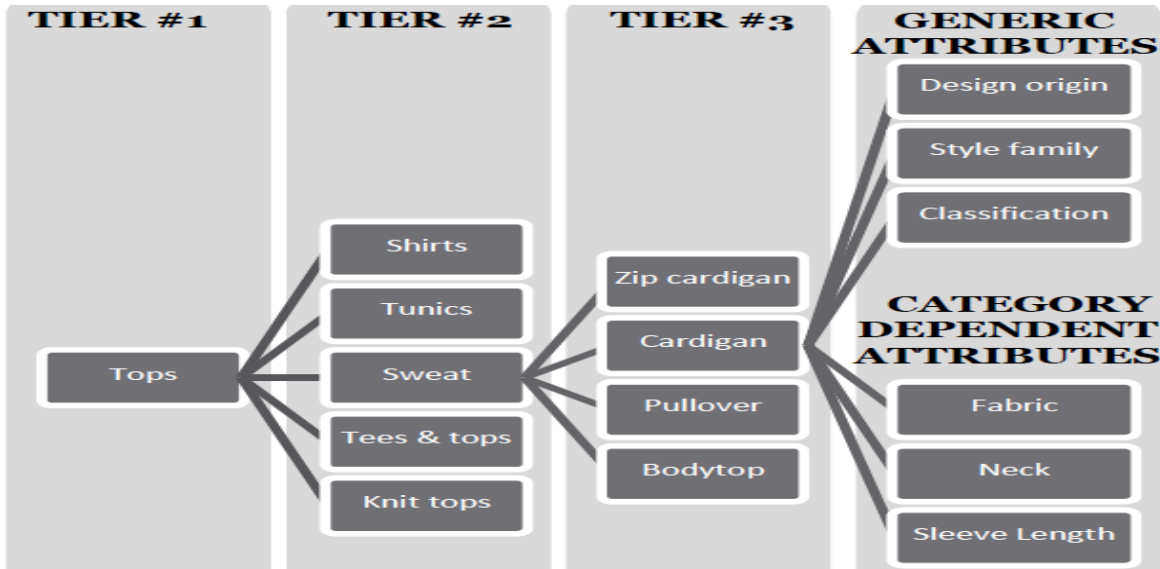 TIER #1
TIER #2
TIER #3
GENERIC
ATTRIBUTES
Design origin
Style family
Classification
Shirts
Tunics
Tops
Sweat
Tees & tops
Knit tops
Zip cardigan
Cardigan
Pullover
Bodytop
CATEGORY
DEPENDENT
ATTRIBUTES
Fabric
Neck
Sleeve Length